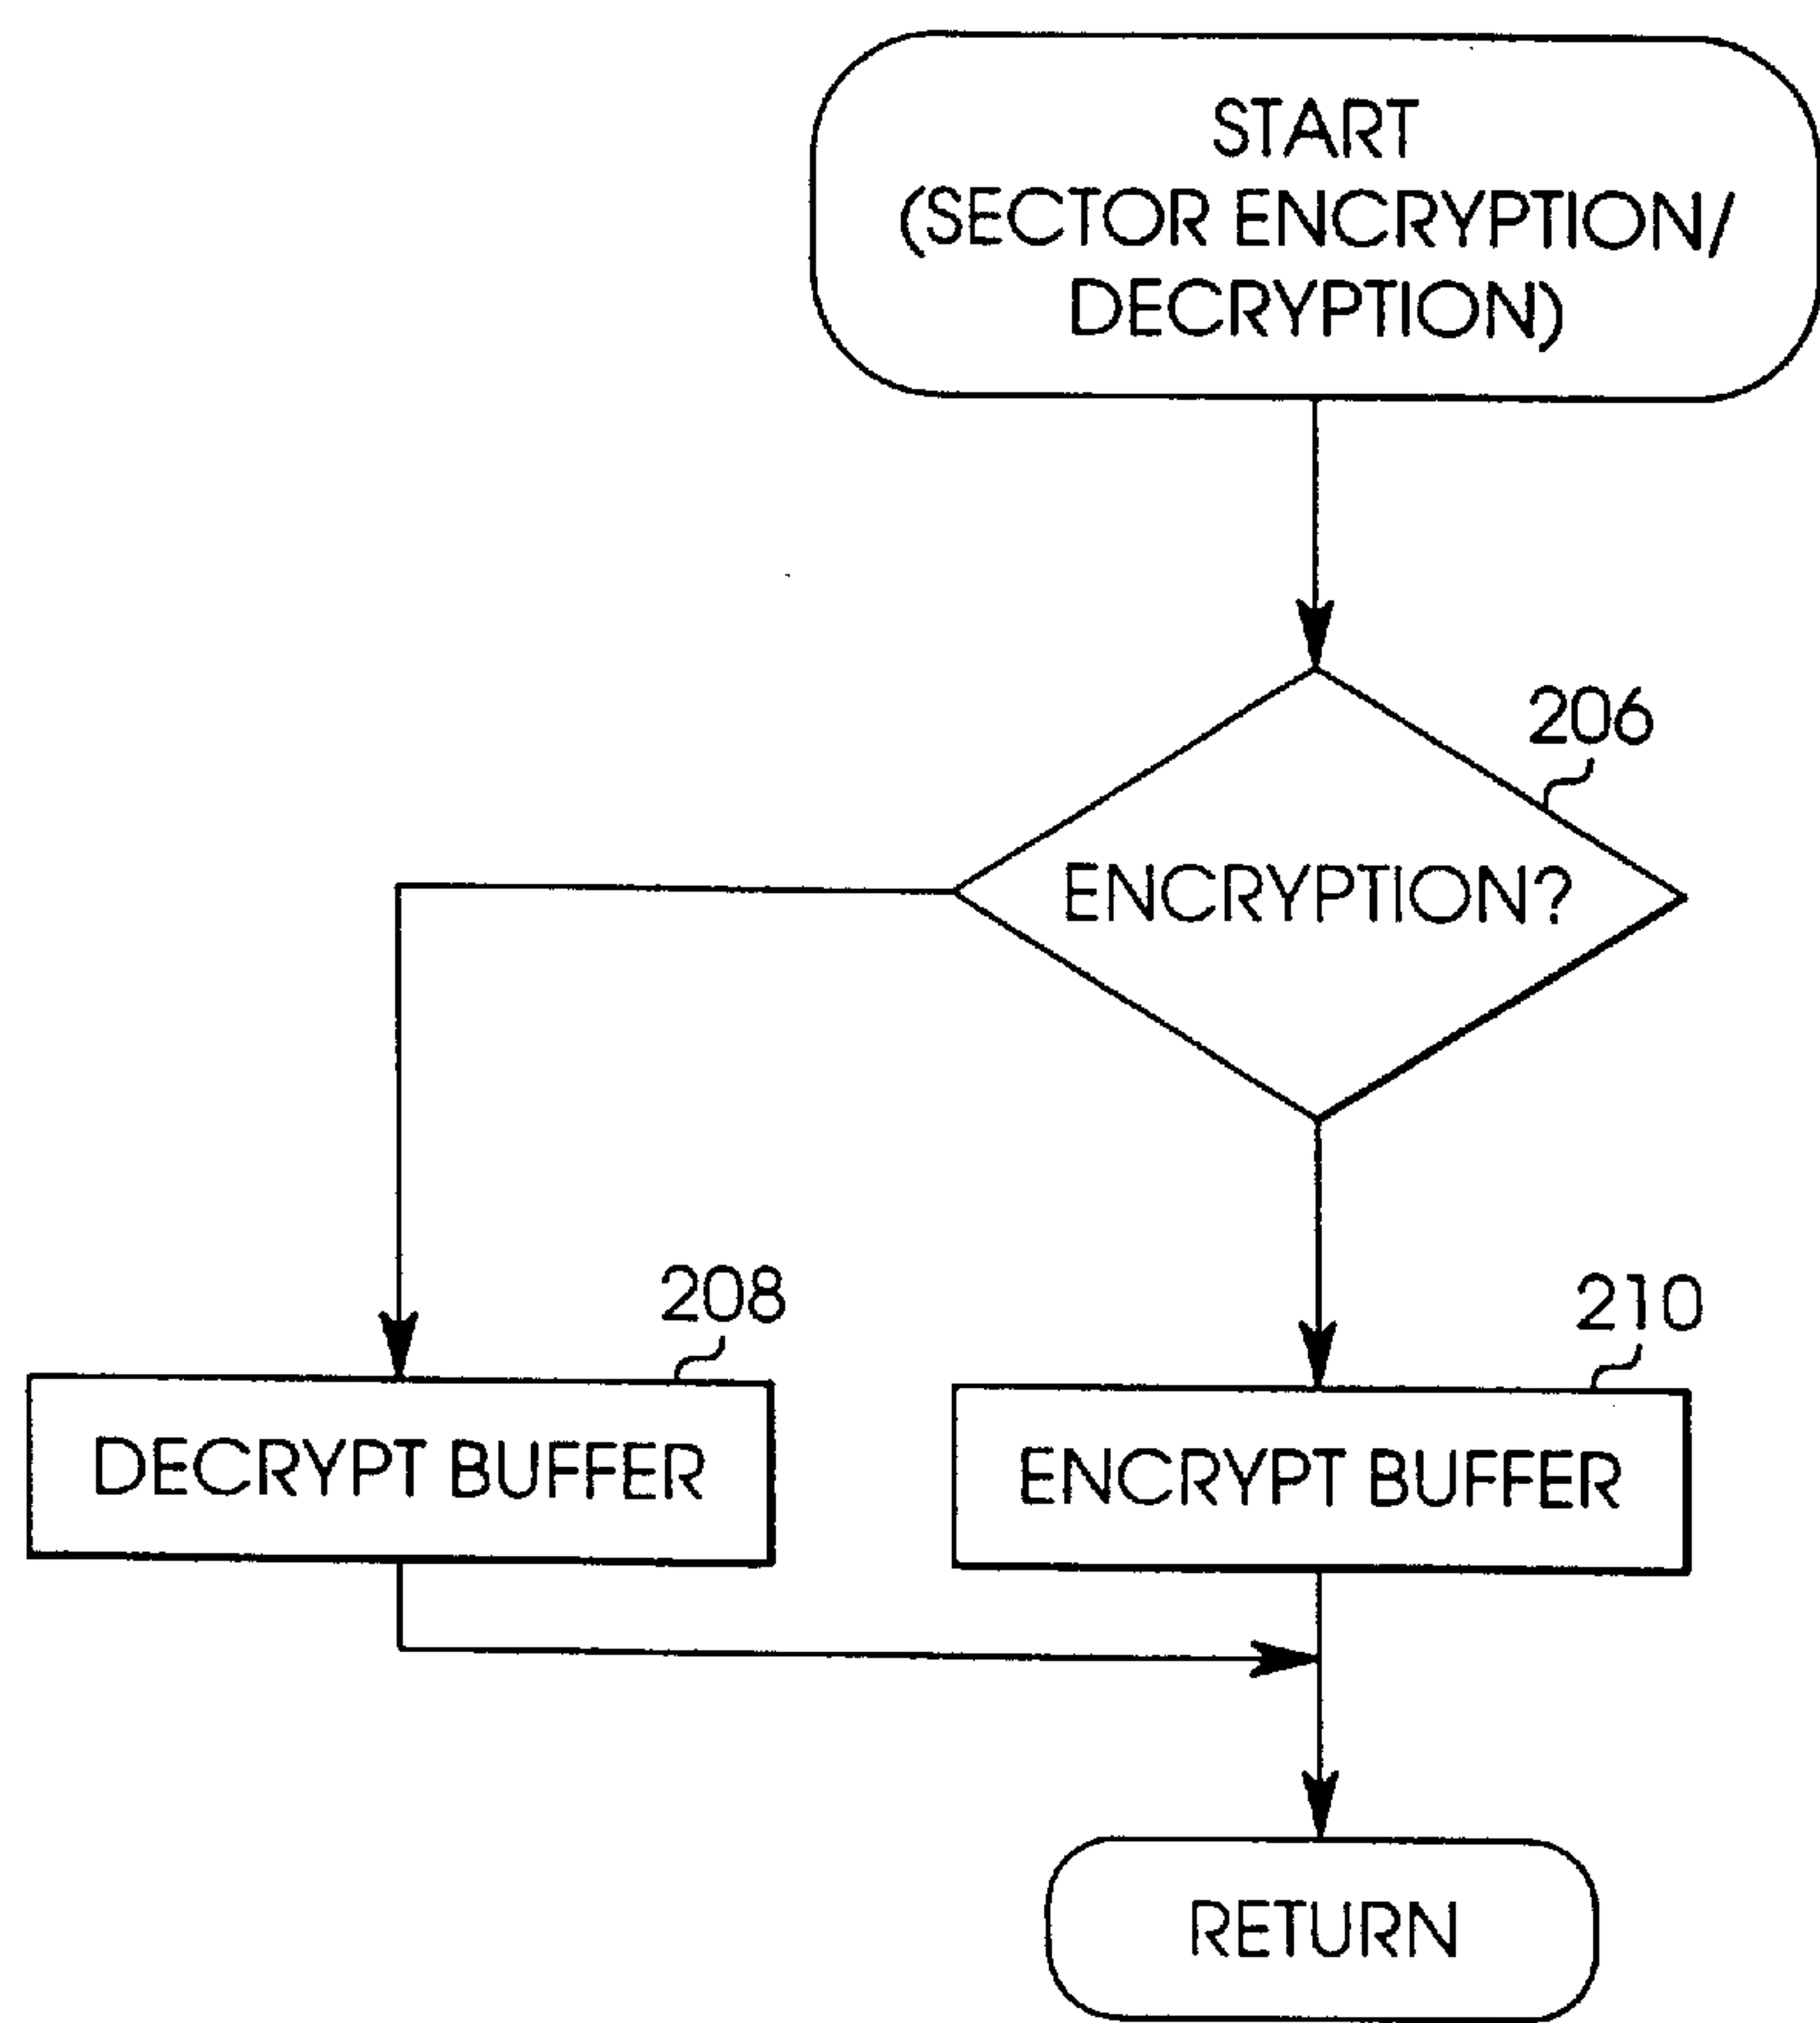 START
(SECTOR ENCRYPTION/
DECRYPTION)
206
ENCRYPTION?
208
210
DECRYPT BUFFER
ENCRYPT BUFFER
RETURN